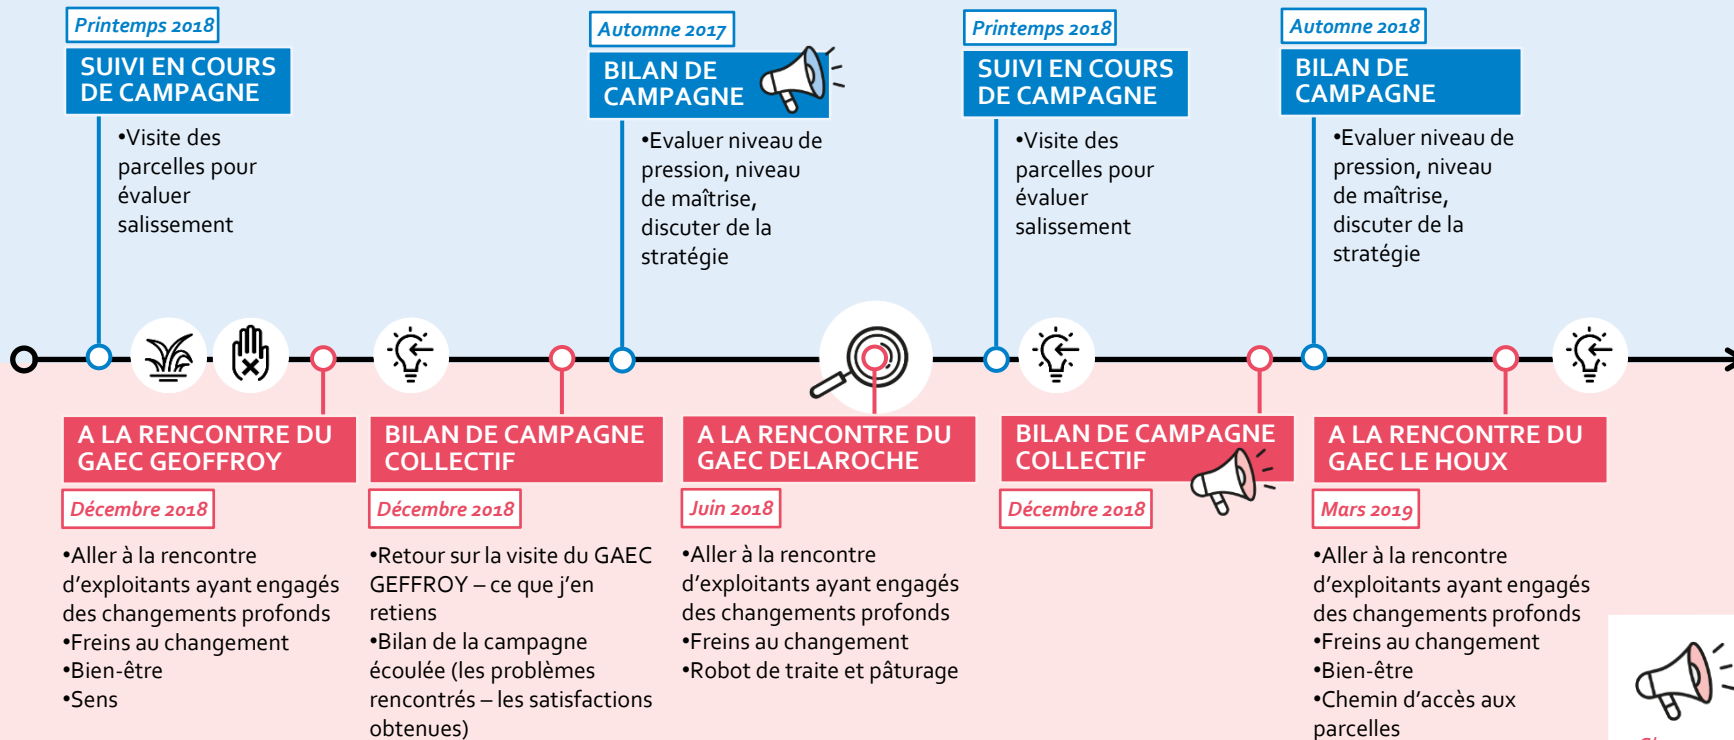 Printemps 2018
SUIVI EN COURS
DE CAMPAGNE
•Visite des
parcelles pour
évaluer
salissement
Automne 2017
BILAN DE
CAMPAGNE
•Evaluer niveau de
pression, niveau
de maîtrise,
discuter de la
stratégie
Printemps 2018
SUIVI EN COURS
DE CAMPAGNE
•Visite des
parcelles pour
évaluer
salissement
Automne 2018
BILAN DE
CAMPAGNE
•Evaluer niveau de
pression, niveau
de maîtrise,
discuter de la
stratégie
A LA RENCONTRE DU
GAEC GEOFFROY
Décembre 2018
•Aller à la rencontre
d'exploitants ayant engagés
des changements profonds
•Freins au changement
•Bien-être
•Sens
BILAN DE CAMPAGNE
COLLECTIF
Décembre 2018
•Retour sur la visite du GAEC
GEFFROY – ce que j'en
retiens
•Bilan de la campagne
écoulée (les problèmes
rencontrés – les satisfactions
obtenues)
A LA RENCONTRE DU
GAEC DELAROCHE
Juin 2018
•Aller à la rencontre
d'exploitants ayant engagés
des changements profonds
•Freins au changement
•Robot de traite et pâturage
BILAN DE CAMPAGNE
COLLECTIF
Décembre 2018
A LA RENCONTRE DU
GAEC LE HOUX
Mars 2019
•Aller à la rencontre
d'exploitants ayant engagés
des changements profonds
•Freins au changement
•Bien-être
•Chemin d'accès aux
parcelles